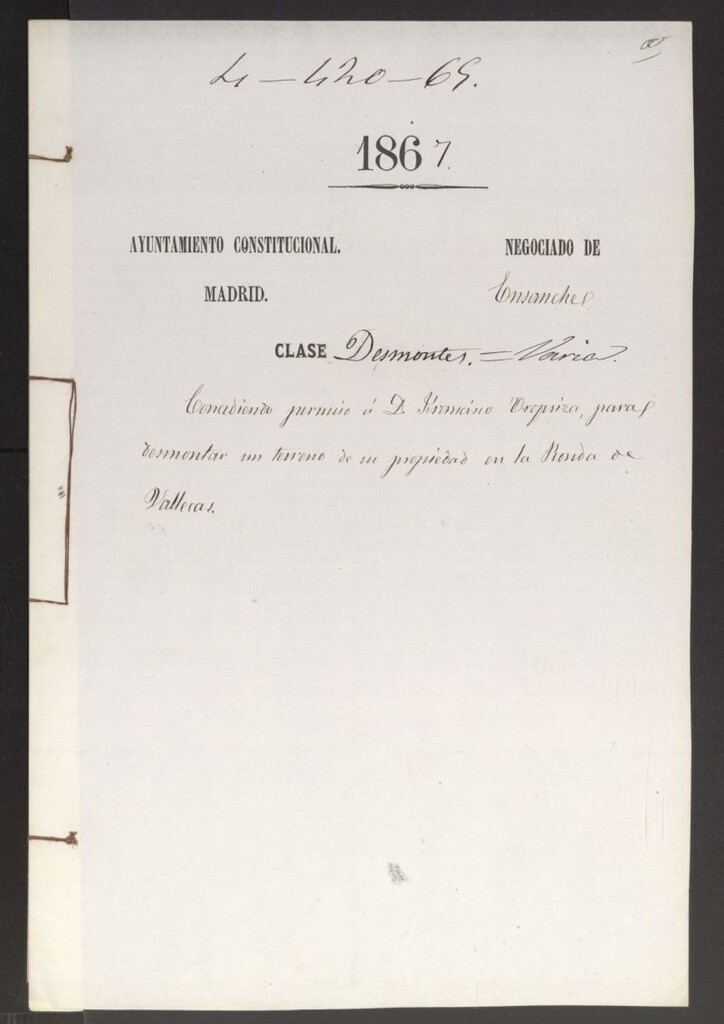 4-420-65.
1867
AYUNTAMIENTO CONSTITUCIONAL.
MADRID.
NEGOCIADO DE
Ensanche
CLASE Desmontes. = Varios.
Concediendo permiso á D. Francisco Oropriza, para
desmontar un terreno de su propiedad en la Ronda de
Vallecas.